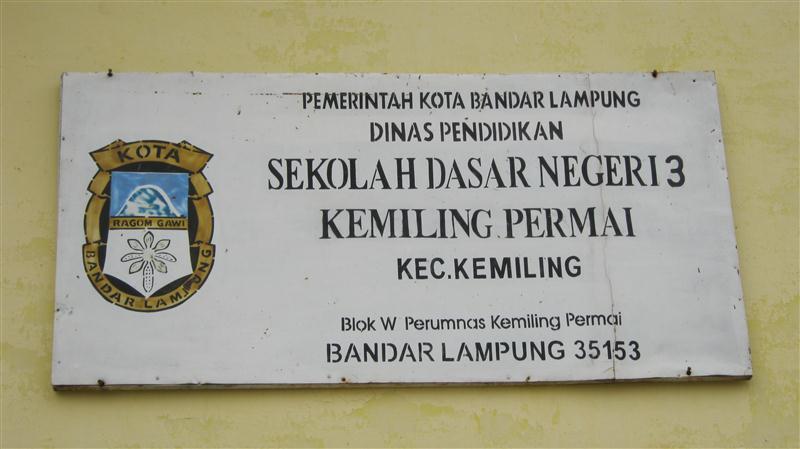 PEMERINTAH KOTA BANDAR LAMPUNG
DINAS PENDIDIKAN
SEKOLAH DASAR NEGERI 3
KEMILING PERMAI
KEC.KEMILING
Blok W Perumnas Kemiling Permai
BANDAR LAMPUNG 35153
KOTA
RAGOM GAWI
BANDAR LAMPUNG